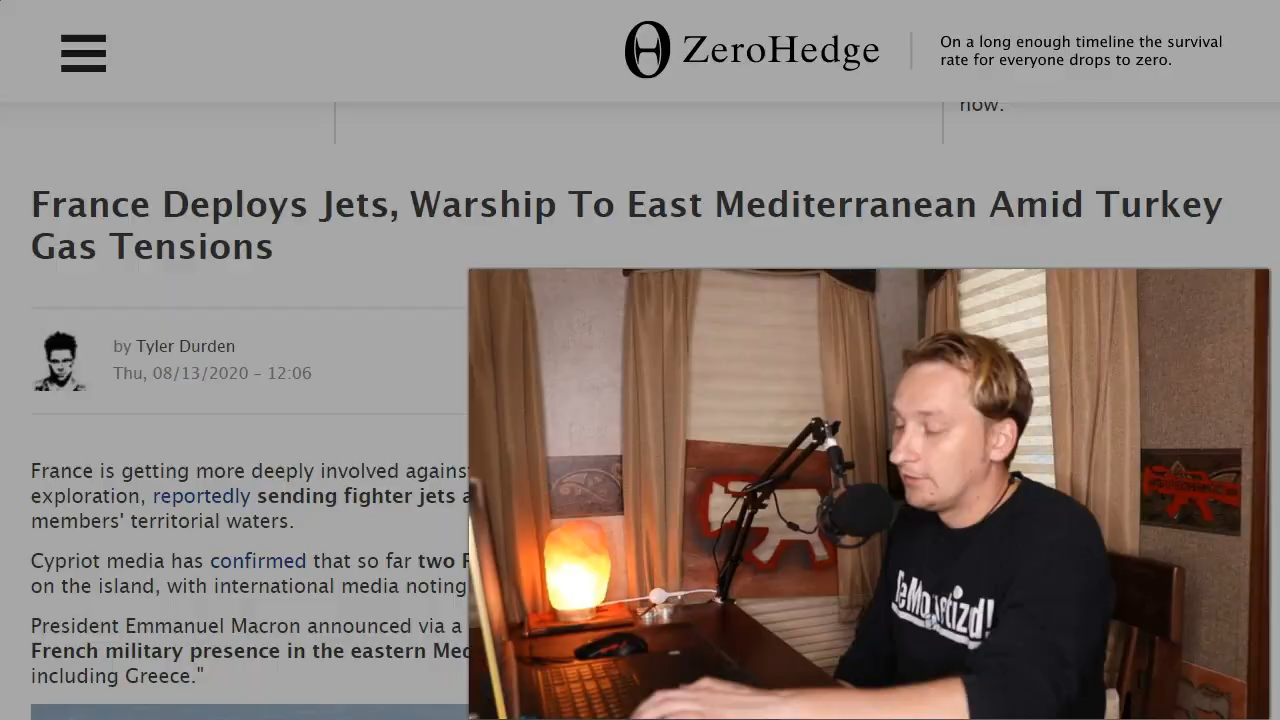 ZeroHedge
On a long enough timeline the survival
rate for everyone drops to zero.
now.
France Deploys Jets, Warship To East Mediterranean Amid Turkey
Gas Tensions
by Tyler Durden
Thu, 08/13/2020 - 12:06
France is getting more deeply involved against
exploration, reportedly sending fighter jets a
members' territorial waters.
Cypriot media has confirmed that so far two
on the island, with international media noting
President Emmanuel Macron announced via a
French military presence in the eastern Med
including Greece."